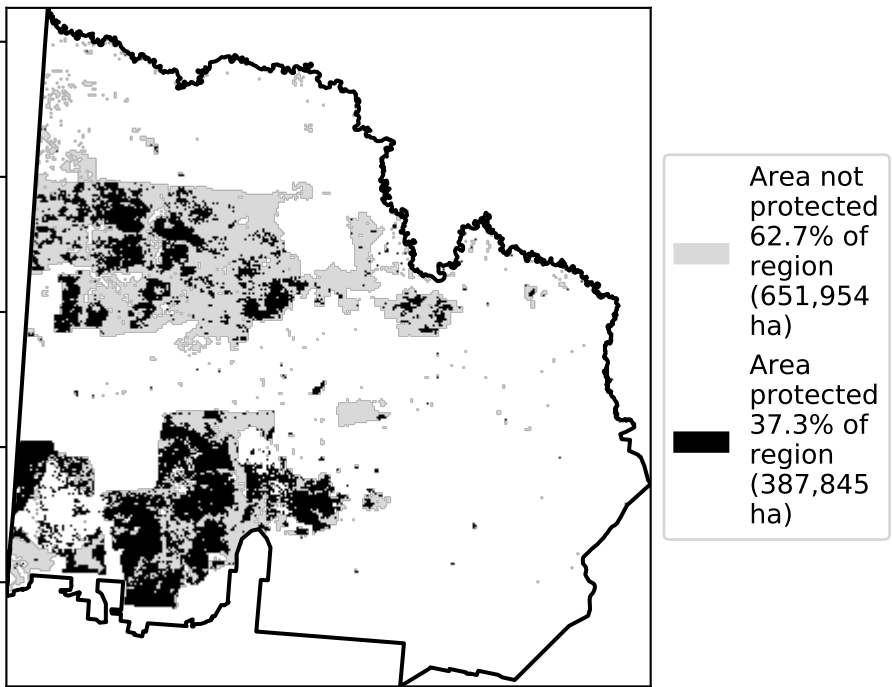 Area not
protected
62.7% of
region
(651,954
ha)
Area
protected
37.3% of
region
(387,845
ha)